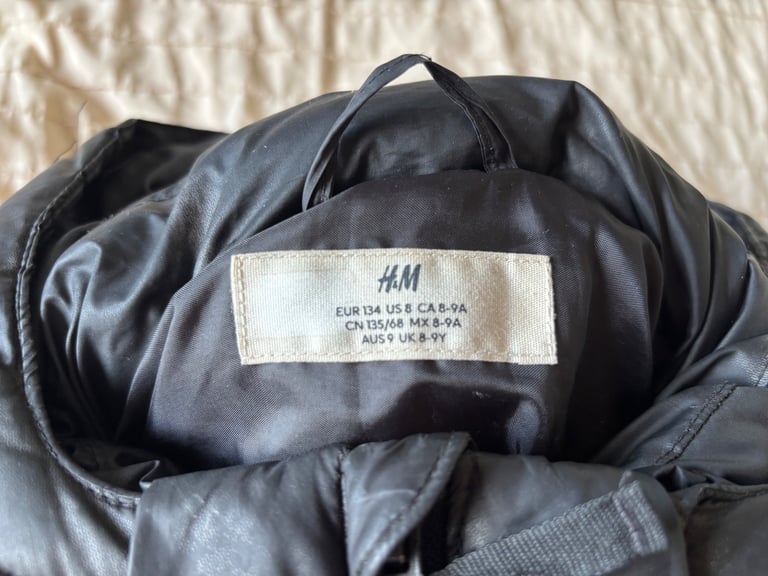 H&M
EUR 134 US 8 CA 8-9A
CN 135/68 MX 8-9A
AUS 9 UK 8-9Y